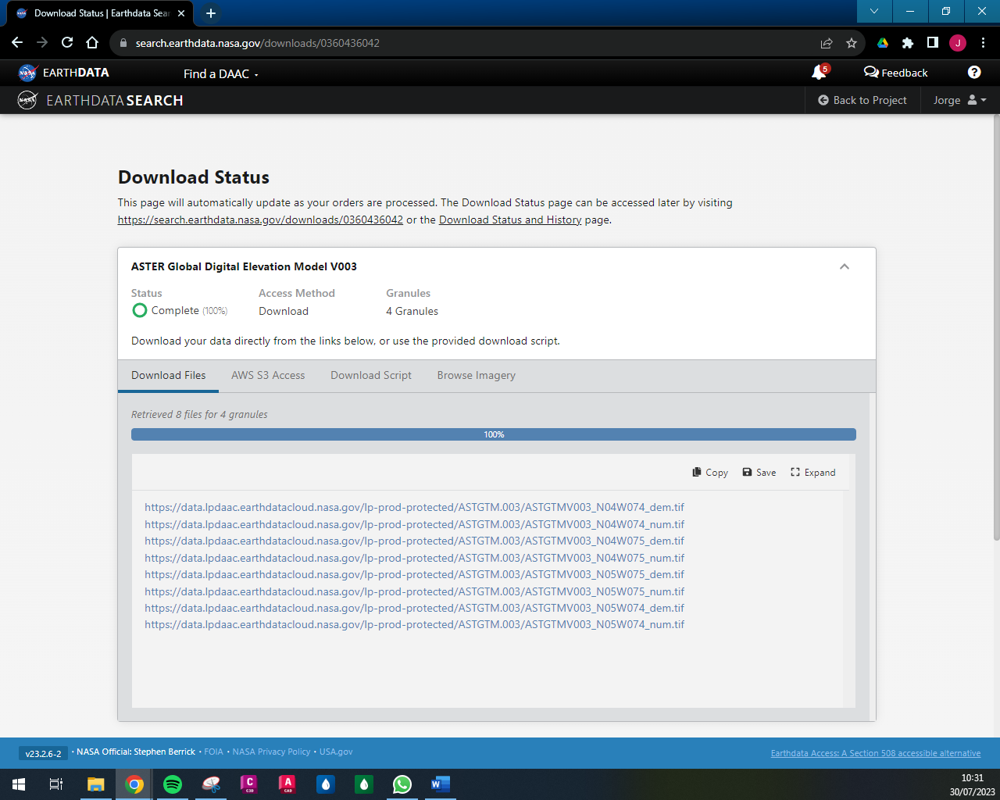 Download Status | Earthdata Sear
search.earthdata.nasa.gov/downloads/0360436042
J
NASA EARTHDATA
Find a DAAC
5
Feedback
?
NASA EARTHDATA SEARCH
Back to Project
Jorge
Download Status
This page will automatically update as your orders are processed. The Download Status page can be accessed later by visiting
https://search.earthdata.nasa.gov/downloads/0360436042 or the Download Status and History page.
ASTER Global Digital Elevation Model V003
Status Access Method Granules
Complete (100%) Download 4 Granules
Download your data directly from the links below, or use the provided download script.
Download Files AWS S3 Access Download Script Browse Imagery
Retrieved 8 files for 4 granules
100%
Copy Save Expand
https://data.lpdaac.earthdatacloud.nasa.gov/lp-prod-protected/ASTGTM.003/ASTGTMV003_N04W074_dem.tif
https://data.lpdaac.earthdatacloud.nasa.gov/lp-prod-protected/ASTGTM.003/ASTGTMV003_N04W074_num.tif
https://data.lpdaac.earthdatacloud.nasa.gov/lp-prod-protected/ASTGTM.003/ASTGTMV003_N04W075_dem.tif
https://data.lpdaac.earthdatacloud.nasa.gov/lp-prod-protected/ASTGTM.003/ASTGTMV003_N04W075_num.tif
https://data.lpdaac.earthdatacloud.nasa.gov/lp-prod-protected/ASTGTM.003/ASTGTMV003_N05W075_dem.tif
https://data.lpdaac.earthdatacloud.nasa.gov/lp-prod-protected/ASTGTM.003/ASTGTMV003_N05W075_num.tif
https://data.lpdaac.earthdatacloud.nasa.gov/lp-prod-protected/ASTGTM.003/ASTGTMV003_N05W074_dem.tif
https://data.lpdaac.earthdatacloud.nasa.gov/lp-prod-protected/ASTGTM.003/ASTGTMV003_N05W074_num.tif
v23.2.6-2 • NASA Official: Stephen Berrick • FOIA • NASA Privacy Policy • USA.gov
Earthdata Access: A Section 508 accessible alternative
C C3D A CAD W
10:31
30/07/2023